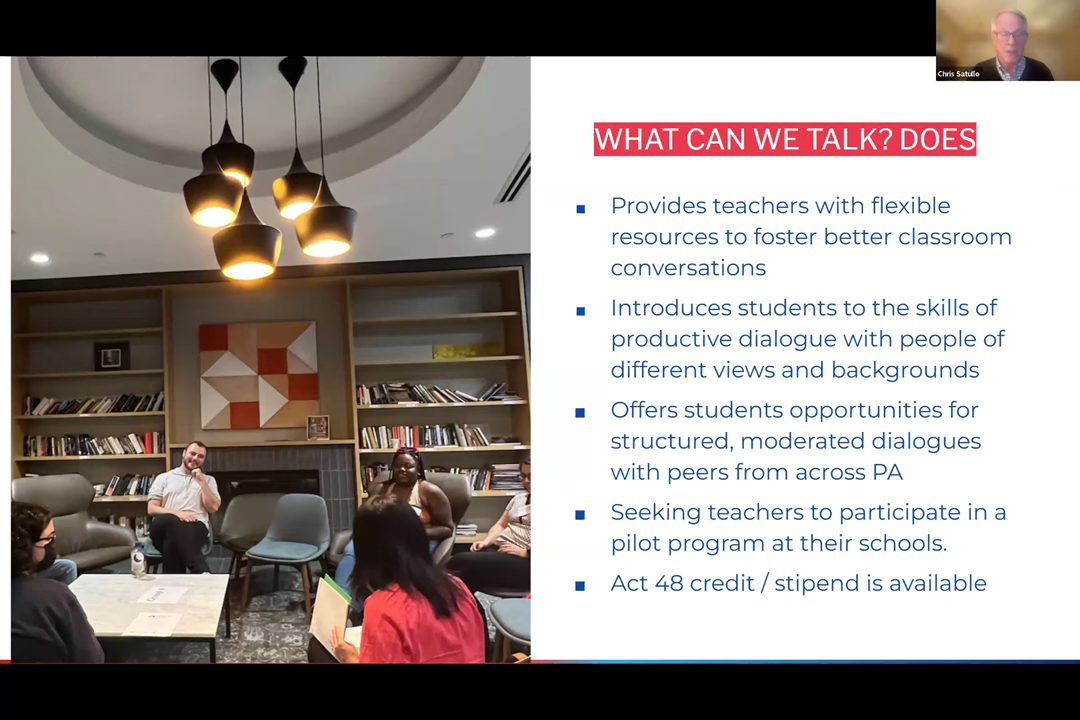 Chris Satullo
WHAT CAN WE TALK? DOES
▪ Provides teachers with flexible
resources to foster better classroom
conversations
▪ Introduces students to the skills of
productive dialogue with people of
different views and backgrounds
▪ Offers students opportunities for
structured, moderated dialogues
with peers from across PA
▪ Seeking teachers to participate in a
pilot program at their schools.
▪ Act 48 credit / stipend is available